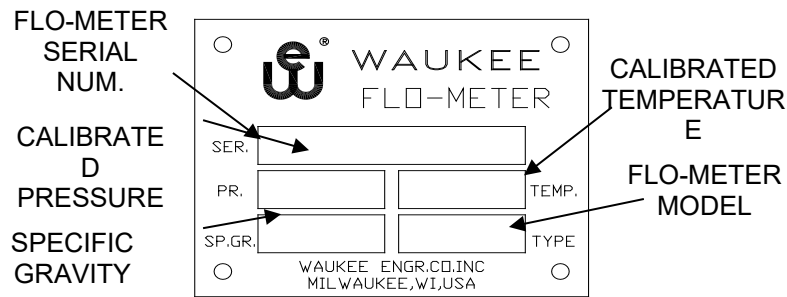 FLO-METER
SERIAL
NUM.
CALIBRATE
D
PRESSURE
SPECIFIC
GRAVITY
ew®
WAUKEE
FLO-METER
SER.
PR.
TEMP.
SP.GR.
TYPE
WAUKEE ENGR.CO.INC
MILWAUKEE,WI,USA
CALIBRATED
TEMPERATUR
E
FLO-METER
MODEL